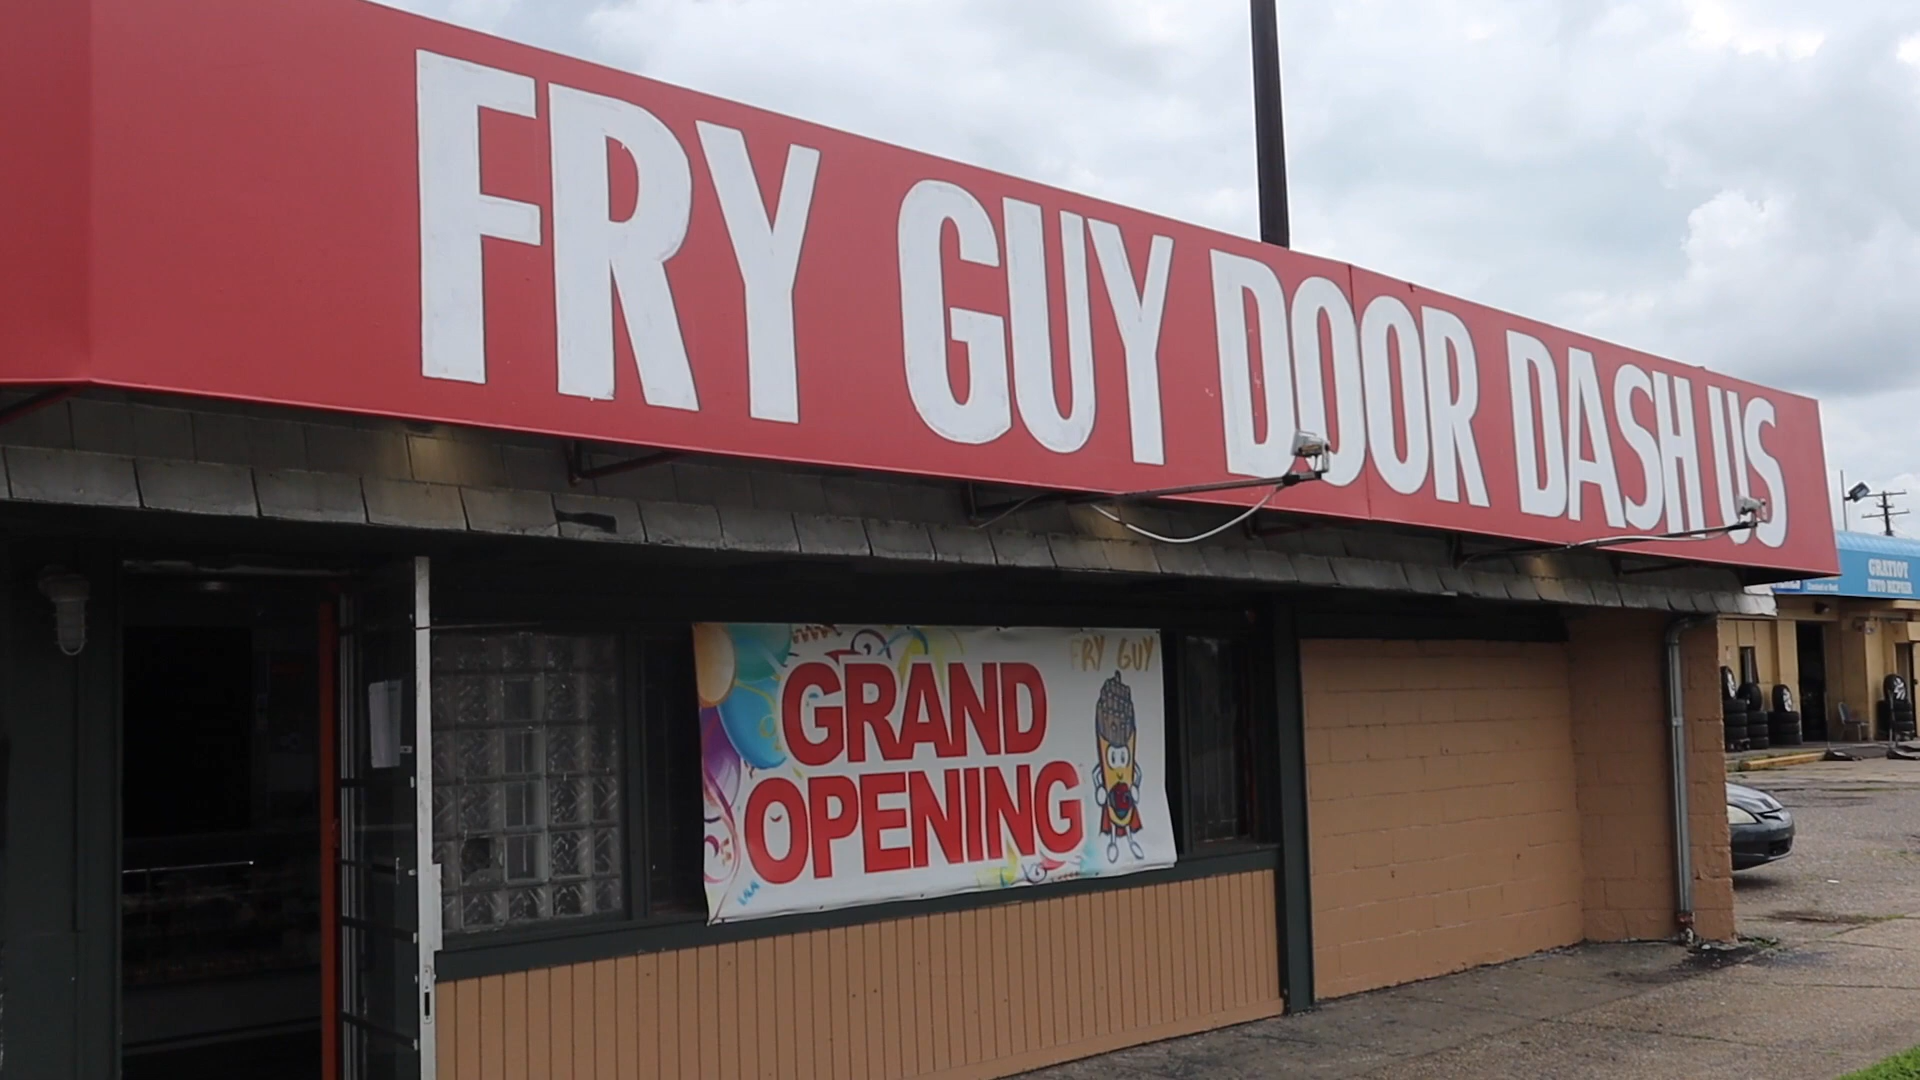 FRY GUY DOOR DASH US
GRAND
OPENING
FRY GUY
GRATIOT
AUTO REPAIR